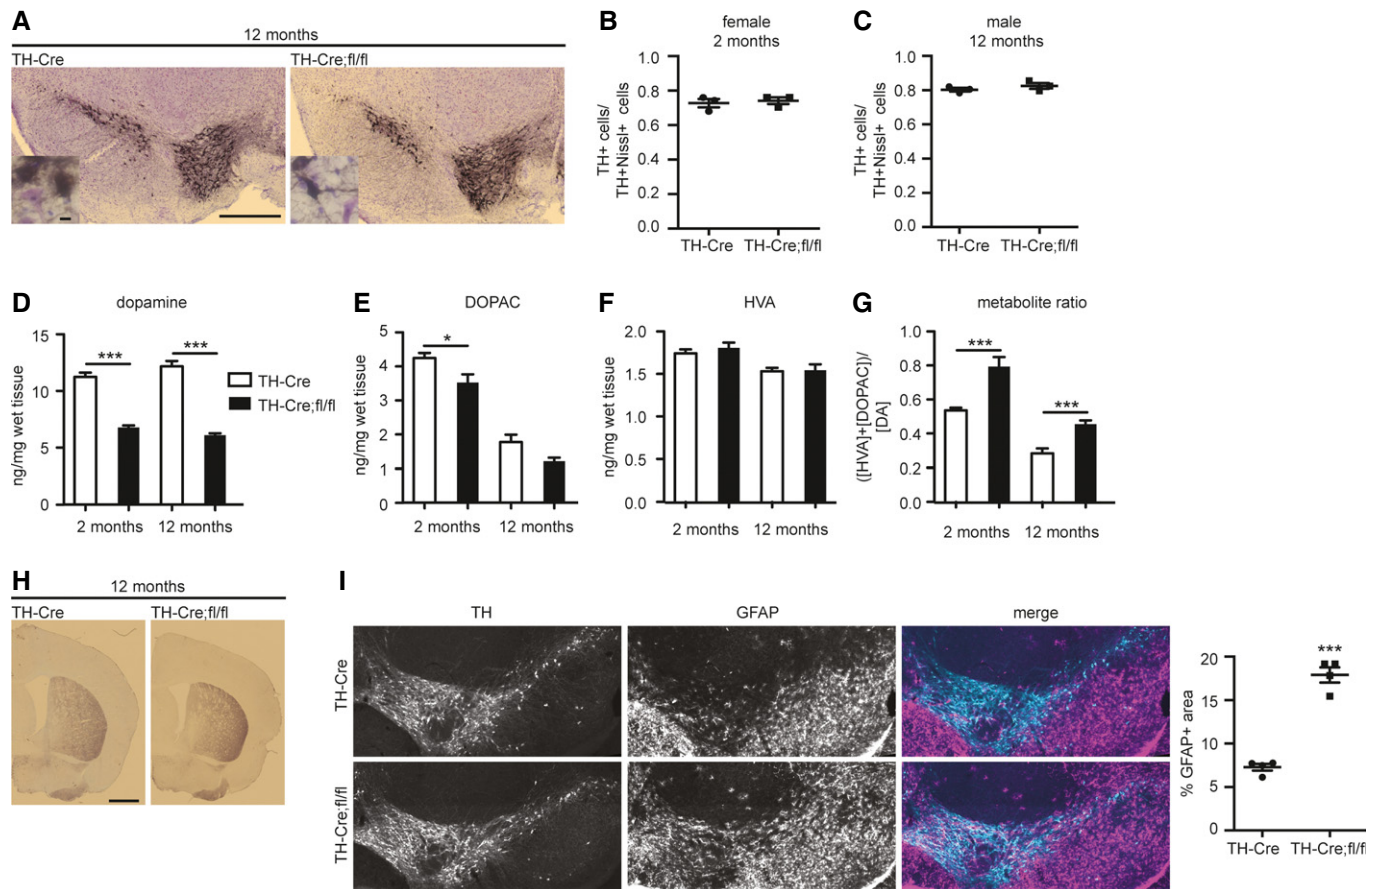 A
12 months
TH-Cre
TH-Cre;fl/fl
B
female
2 months
TH+ cells/
TH+Nissl+ cells
1.0
0.8
0.6
0.4
0.2
0.0
TH-Cre
TH-Cre;fl/fl
C
male
12 months
TH+ cells/
TH+Nissl+ cells
1.0
0.8
0.6
0.4
0.2
0.0
TH-Cre
TH-Cre;fl/fl
D
dopamine
ng/mg wet tissue
15
10
5
0
***
***
2 months
12 months
TH-Cre
TH-Cre;fl/fl
E
DOPAC
ng/mg wet tissue
5
4
3
2
1
0
*
2 months
12 months
F
HVA
ng/mg wet tissue
2.0
1.5
1.0
0.5
0.0
2 months
12 months
G
metabolite ratio
([HVA]+[DOPAC])/
[DA]
1.0
0.8
0.6
0.4
0.2
0.0
***
***
2 months
12 months
H
12 months
TH-Cre
TH-Cre;fl/fl
I
TH
GFAP
merge
TH-Cre
TH-Cre;fl/fl
% GFAP+ area
20
15
10
5
0
***
TH-Cre
TH-Cre;fl/fl